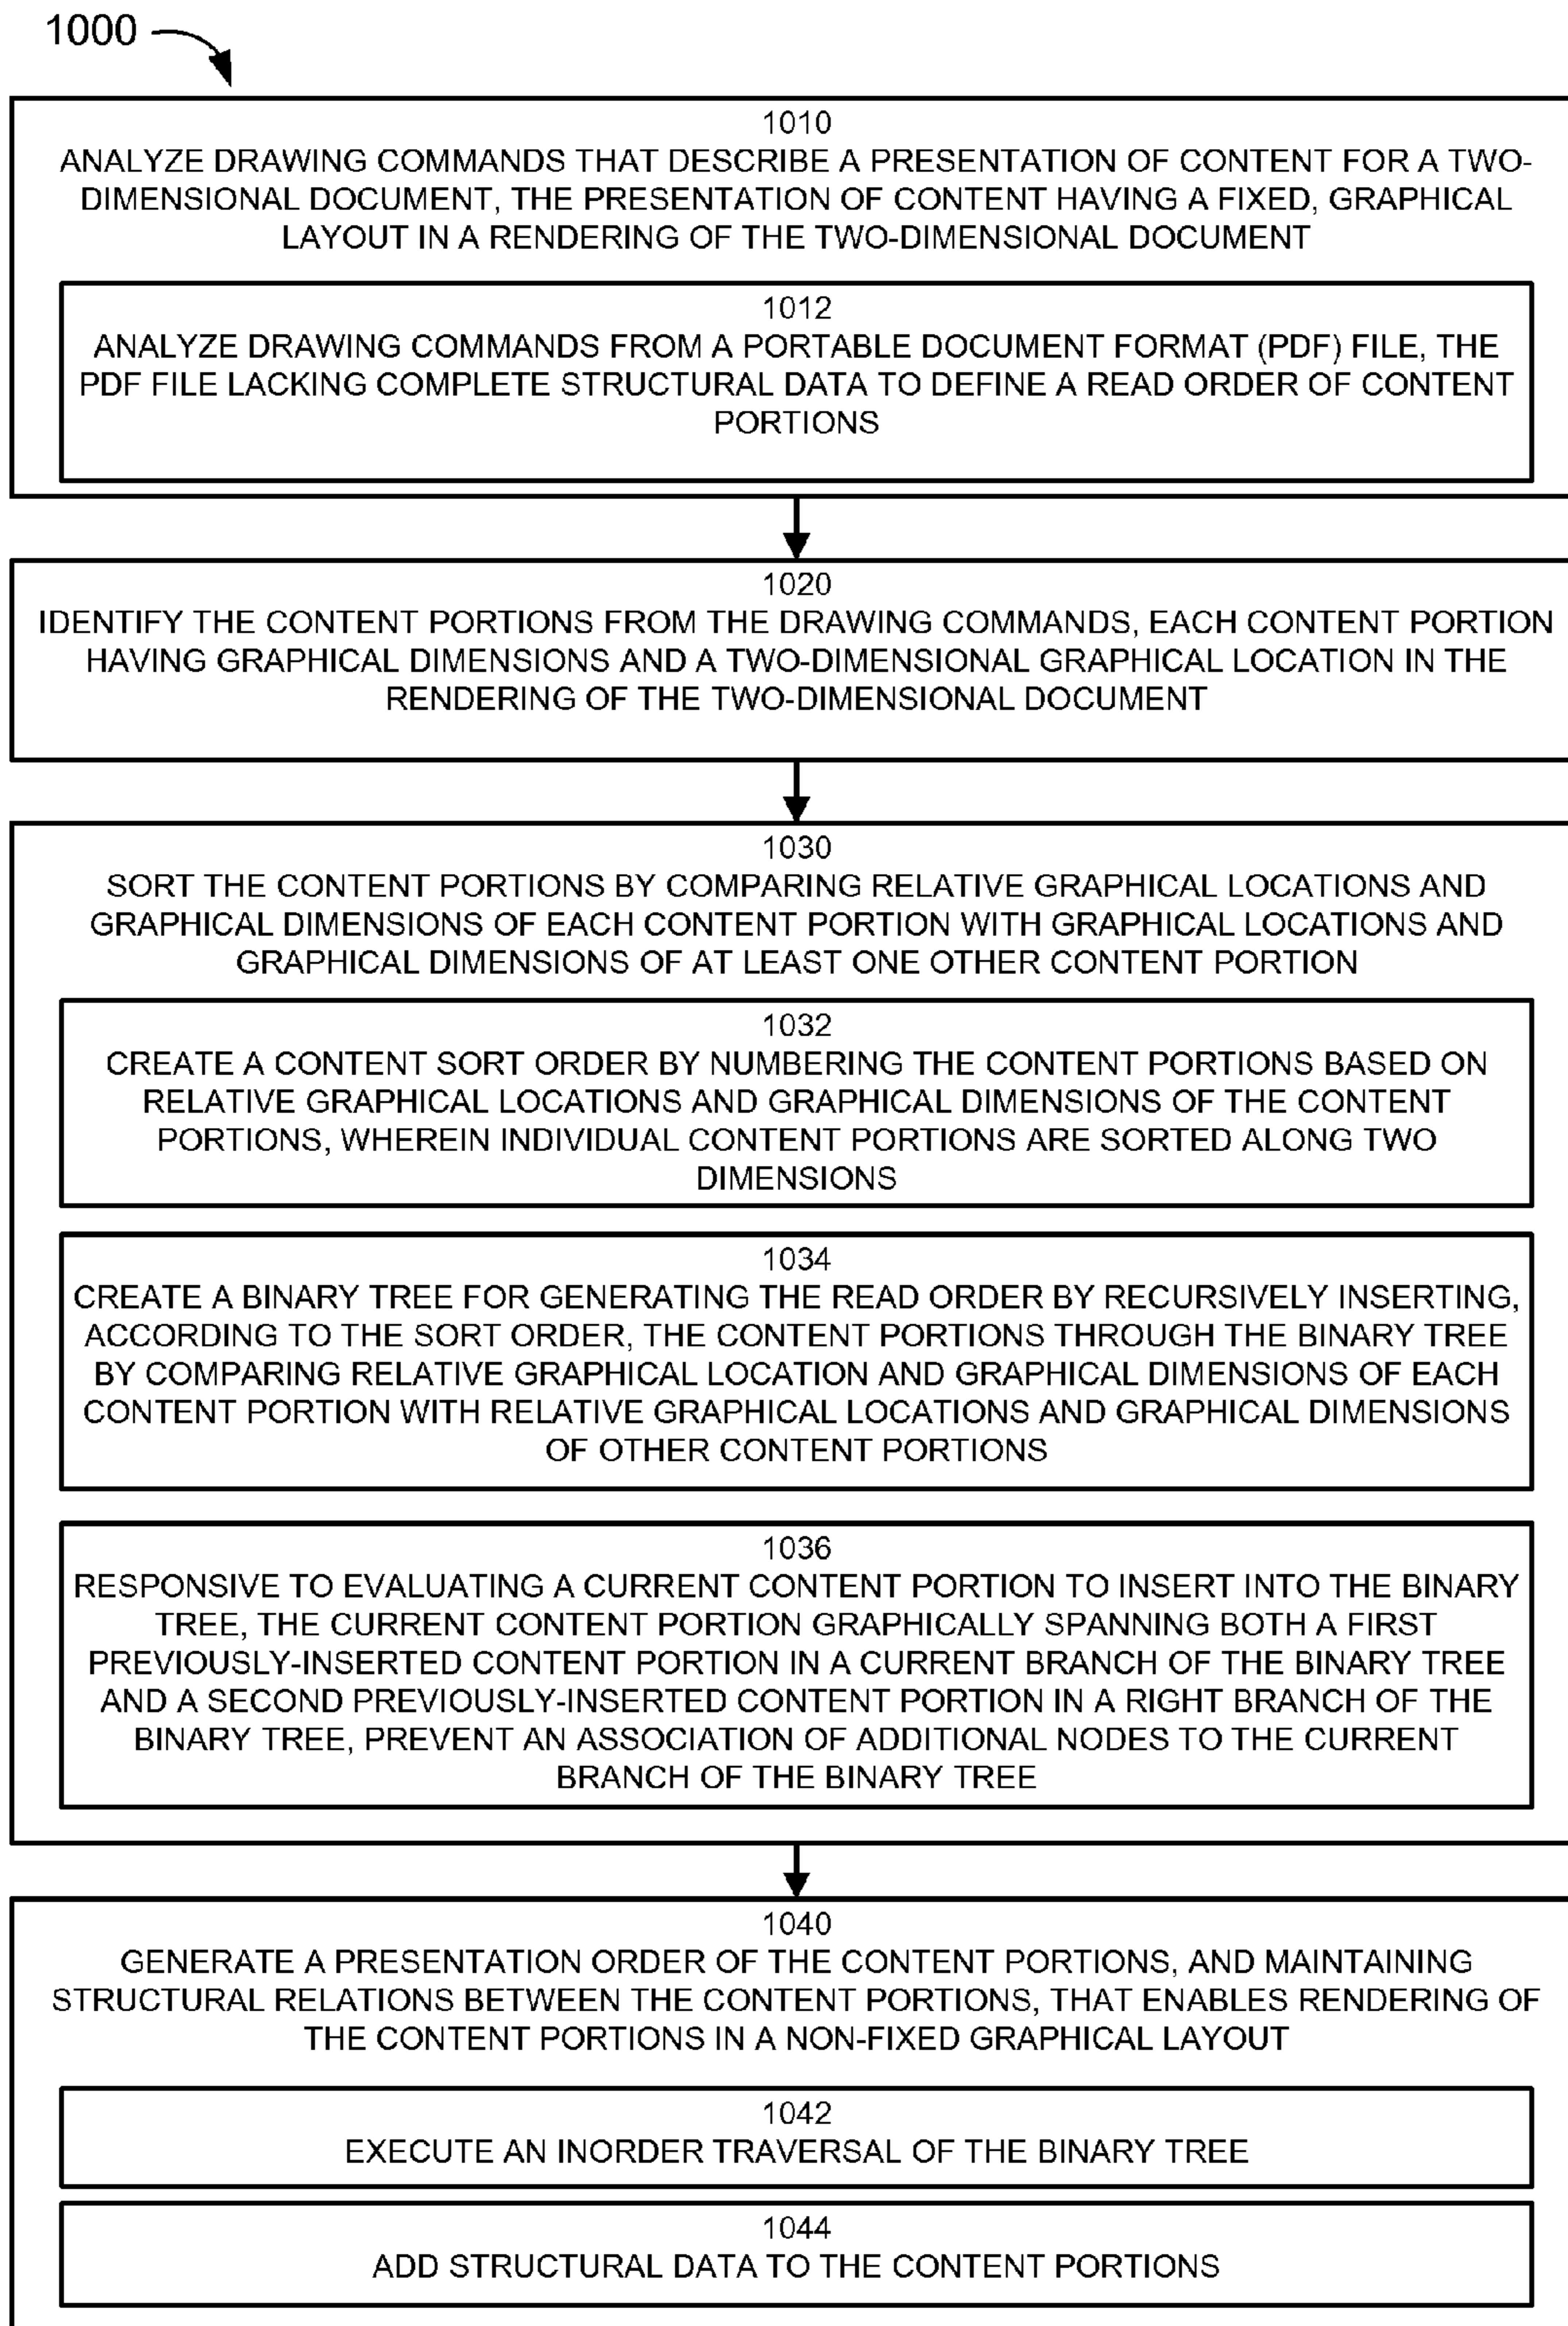 1000
1010
ANALYZE DRAWING COMMANDS THAT DESCRIBE A PRESENTATION OF CONTENT FOR A TWO-
DIMENSIONAL DOCUMENT, THE PRESENTATION OF CONTENT HAVING A FIXED, GRAPHICAL
LAYOUT IN A RENDERING OF THE TWO-DIMENSIONAL DOCUMENT
1012
ANALYZE DRAWING COMMANDS FROM A PORTABLE DOCUMENT FORMAT (PDF) FILE, THE
PDF FILE LACKING COMPLETE STRUCTURAL DATA TO DEFINE A READ ORDER OF CONTENT
PORTIONS
1020
IDENTIFY THE CONTENT PORTIONS FROM THE DRAWING COMMANDS, EACH CONTENT PORTION
HAVING GRAPHICAL DIMENSIONS AND A TWO-DIMENSIONAL GRAPHICAL LOCATION IN THE
RENDERING OF THE TWO-DIMENSIONAL DOCUMENT
1030
SORT THE CONTENT PORTIONS BY COMPARING RELATIVE GRAPHICAL LOCATIONS AND
GRAPHICAL DIMENSIONS OF EACH CONTENT PORTION WITH GRAPHICAL LOCATIONS AND
GRAPHICAL DIMENSIONS OF AT LEAST ONE OTHER CONTENT PORTION
1032
CREATE A CONTENT SORT ORDER BY NUMBERING THE CONTENT PORTIONS BASED ON
RELATIVE GRAPHICAL LOCATIONS AND GRAPHICAL DIMENSIONS OF THE CONTENT
PORTIONS, WHEREIN INDIVIDUAL CONTENT PORTIONS ARE SORTED ALONG TWO
DIMENSIONS
1034
CREATE A BINARY TREE FOR GENERATING THE READ ORDER BY RECURSIVELY INSERTING,
ACCORDING TO THE SORT ORDER, THE CONTENT PORTIONS THROUGH THE BINARY TREE
BY COMPARING RELATIVE GRAPHICAL LOCATION AND GRAPHICAL DIMENSIONS OF EACH
CONTENT PORTION WITH RELATIVE GRAPHICAL LOCATIONS AND GRAPHICAL DIMENSIONS
OF OTHER CONTENT PORTIONS
1036
RESPONSIVE TO EVALUATING A CURRENT CONTENT PORTION TO INSERT INTO THE BINARY
TREE, THE CURRENT CONTENT PORTION GRAPHICALLY SPANNING BOTH A FIRST
PREVIOUSLY-INSERTED CONTENT PORTION IN A CURRENT BRANCH OF THE BINARY TREE
AND A SECOND PREVIOUSLY-INSERTED CONTENT PORTION IN A RIGHT BRANCH OF THE
BINARY TREE, PREVENT AN ASSOCIATION OF ADDITIONAL NODES TO THE CURRENT
BRANCH OF THE BINARY TREE
1040
GENERATE A PRESENTATION ORDER OF THE CONTENT PORTIONS, AND MAINTAINING
STRUCTURAL RELATIONS BETWEEN THE CONTENT PORTIONS, THAT ENABLES RENDERING OF
THE CONTENT PORTIONS IN A NON-FIXED GRAPHICAL LAYOUT
1042
EXECUTE AN INORDER TRAVERSAL OF THE BINARY TREE
1044
ADD STRUCTURAL DATA TO THE CONTENT PORTIONS